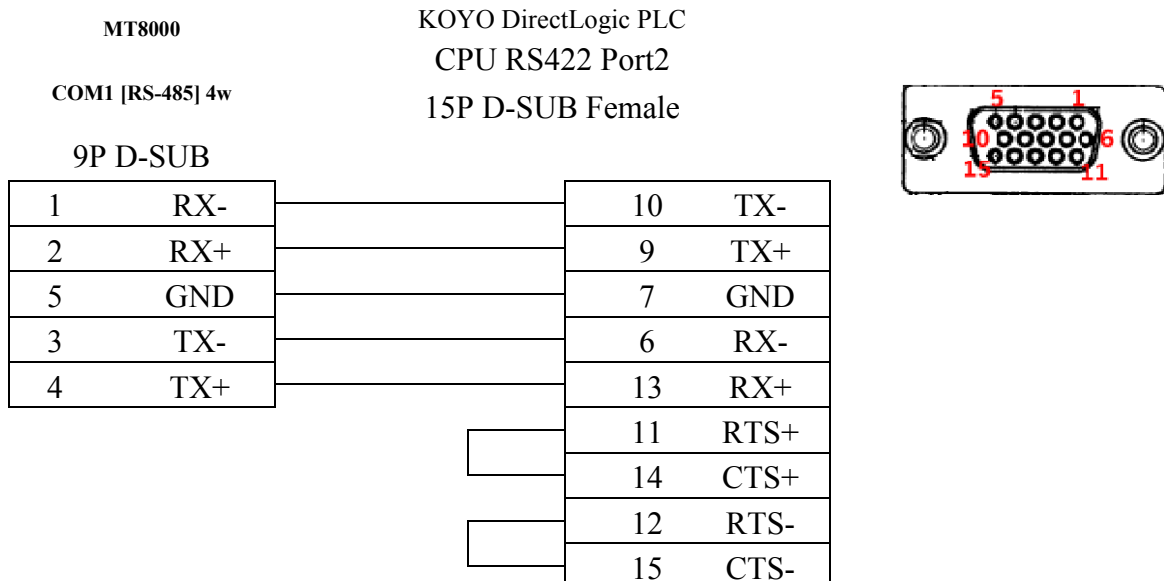 MT8000
KOYO DirectLogic PLC
CPU RS422 Port2
COM1 [RS-485] 4w
15P D-SUB Female
9P D-SUB
5 1
10 6
15 11
1 RX- 10 TX-
2 RX+ 9 TX+
5 GND 7 GND
3 TX- 6 RX-
4 TX+ 13 RX+
11 RTS+
14 CTS+
12 RTS-
15 CTS-